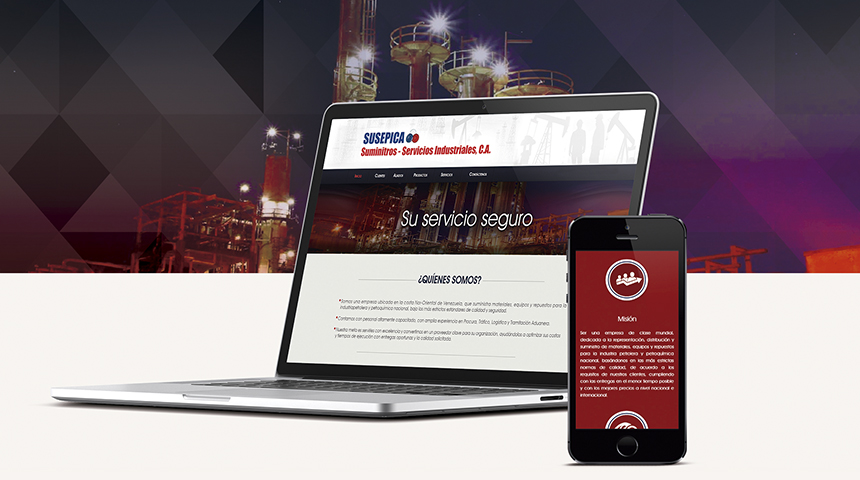 SUSEPICA
Suminitros - Servicios Industriales, C.A.
Inicio Cliento Aliados Productos Servicios Contactenos
Su servicio seguro
¿QUÍENES SOMOS?
Somos una empresa ubicada en la costa Nor-Oriental de Venezuela, que suministra materiales, equipos y repuestos para la
industria petrolera y petroquímica nacional, bajo los más estrictos estándares de calidad y seguridad.
Contamos con personal altamente capacitado, con amplia experiencia en Procura, Tráfico, Logística y Tramitación Aduanera.
Nuestra meta es servirles con excelencia y convertirnos en un proveedor clave para su organización, ayudándolos a optimizar sus costos
y tiempos de ejecución con entregas oportunas y la calidad solicitada.
Misión
Ser una empresa de clase mundial,
dedicada a la representación, distribución y
suministro de materiales, equipos y repuestos
para la industria petrolera y petroquímica
nacional, basándonos en las más estrictas
normas de calidad, de acuerdo a los
requisitos de nuestros clientes, cumpliendo
con las entregas en el menor tiempo posible
y con los mejores precios a nivel nacional e
internacional.